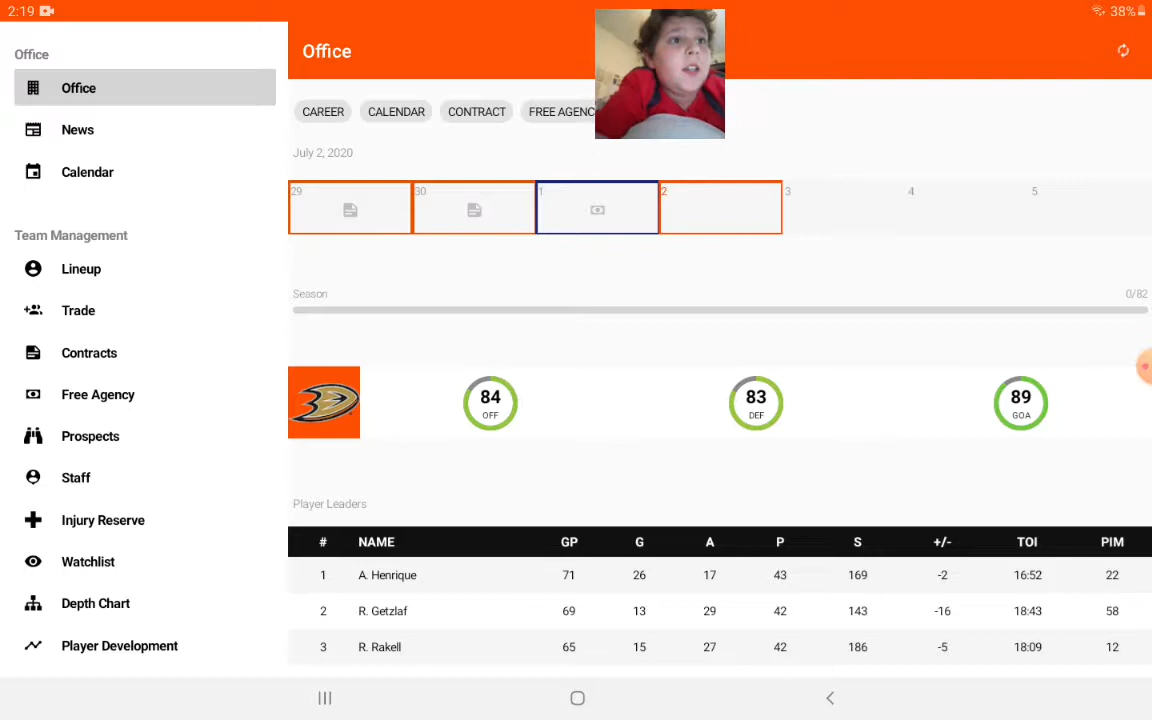 2:19
38%
Office
Office
News
Calendar
Team Management
Lineup
Trade
Contracts
Free Agency
Prospects
Staff
Injury Reserve
Watchlist
Depth Chart
Player Development
Office
CAREER CALENDAR CONTRACT FREE AGENC
July 2, 2020
29 30 1 2 3 4 5
Season 0/82
84 OFF 83 DEF 89 GOA
Player Leaders
# NAME GP G A P S +/- TOI PIM
1 A. Henrique 71 26 17 43 169 -2 16:52 22
2 R. Getzlaf 69 13 29 42 143 -16 18:43 58
3 R. Rakell 65 15 27 42 186 -5 18:09 12